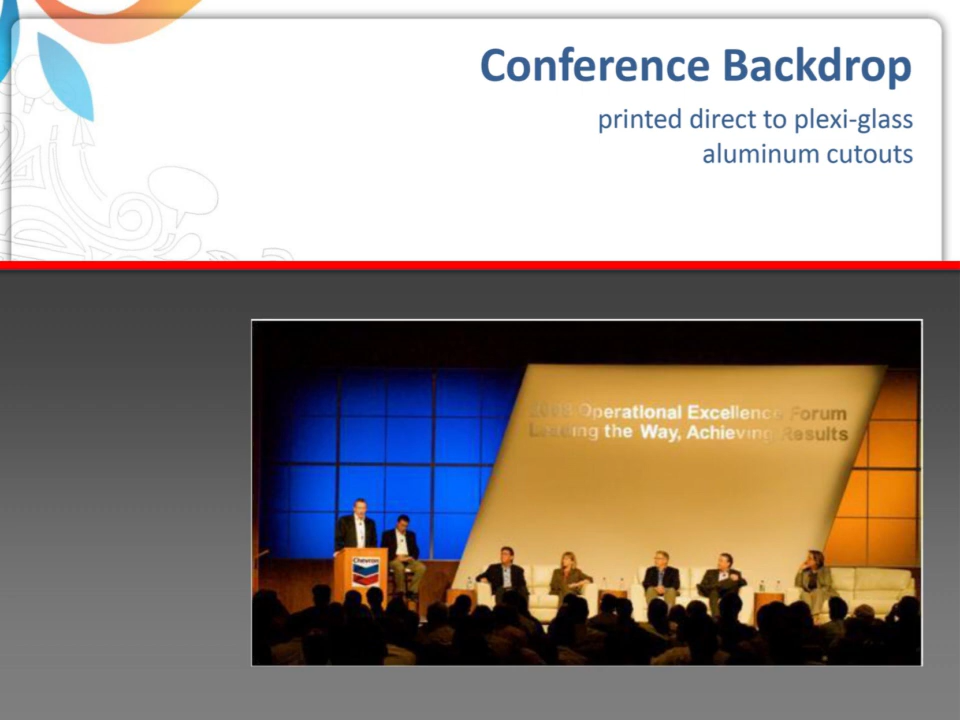 Conference Backdrop
printed direct to plexi-glass
aluminum cutouts
2008 Operational Excellence Forum
Leading the Way, Achieving Results
Chevron